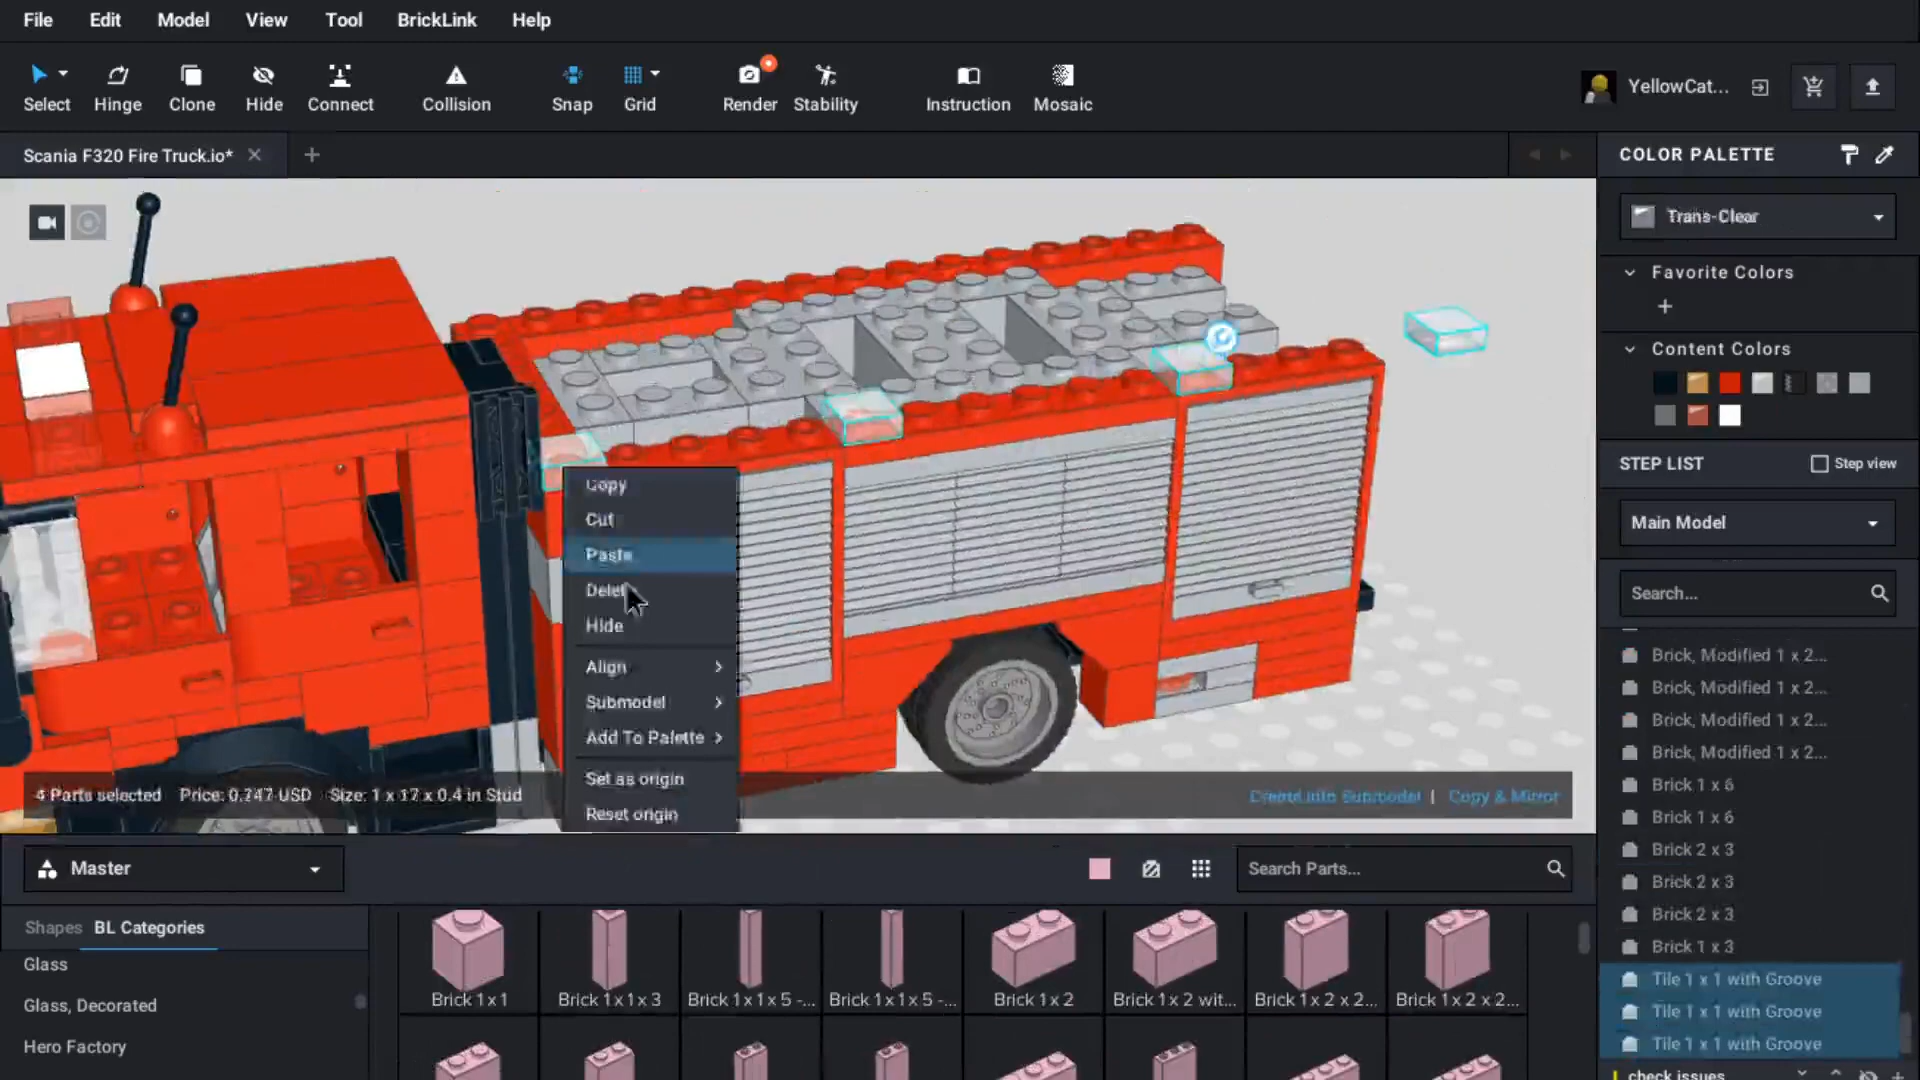 File Edit Model View Tool BrickLink Help
Select Hinge Clone Hide Connect Collision Snap Grid Render Stability Instruction Mosaic
YellowCat...
Scania F320 Fire Truck.io*
COLOR PALETTE
Trans-Clear
Favorite Colors
Content Colors
STEP LIST
Step view
Main Model
Search...
Brick, Modified 1 x 2...
Brick, Modified 1 x 2...
Brick, Modified 1 x 2...
Brick, Modified 1 x 2...
Brick 1 x 6
Brick 1 x 6
Brick 2 x 3
Brick 2 x 3
Brick 2 x 3
Brick 1 x 3
Tile 1 x 1 with Groove
Tile 1 x 1 with Groove
Tile 1 x 1 with Groove
check issues
Copy
Cut
Paste
Delet
Hide
Align
Submodel
Add To Palette
Set as origin
Reset origin
4 Parts selected Price: 0.747 USD Size: 1 x 17 x 0.4 in Stud
Create into Submodel | Copy & Mirror
Master
Search Parts...
Shapes BL Categories
Glass
Glass, Decorated
Hero Factory
Brick 1 x 1
Brick 1 x 1 x 3
Brick 1 x 1 x 5 -...
Brick 1 x 1 x 5 -...
Brick 1 x 2
Brick 1 x 2 wit...
Brick 1 x 2 x 2...
Brick 1 x 2 x 2...